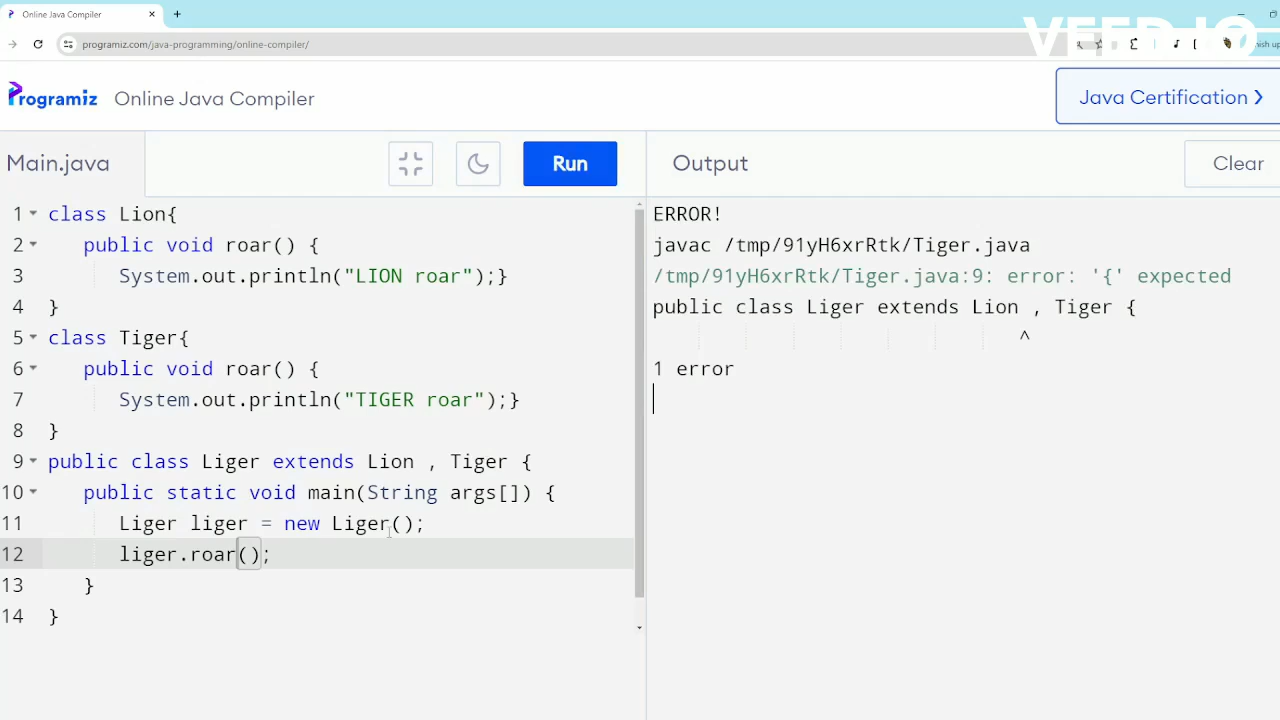 Online Java Compiler
VEED.IO
programiz.com/java-programming/online-compiler/
nish up
Programiz
Online Java Compiler
Java Certification
Main.java
Run
Output
Clear
1 class Lion{
2 public void roar() {
3 System.out.println("LION roar");}
4 }
5 class Tiger{
6 public void roar() {
7 System.out.println("TIGER roar");}
8 }
9 public class Liger extends Lion , Tiger {
10 public static void main(String args[]) {
11 Liger liger = new Liger();
12 liger.roar();
13 }
14 }
ERROR!
javac /tmp/91yH6xrRtk/Tiger.java
/tmp/91yH6xrRtk/Tiger.java:9: error: '{' expected
public class Liger extends Lion , Tiger {
^
1 error